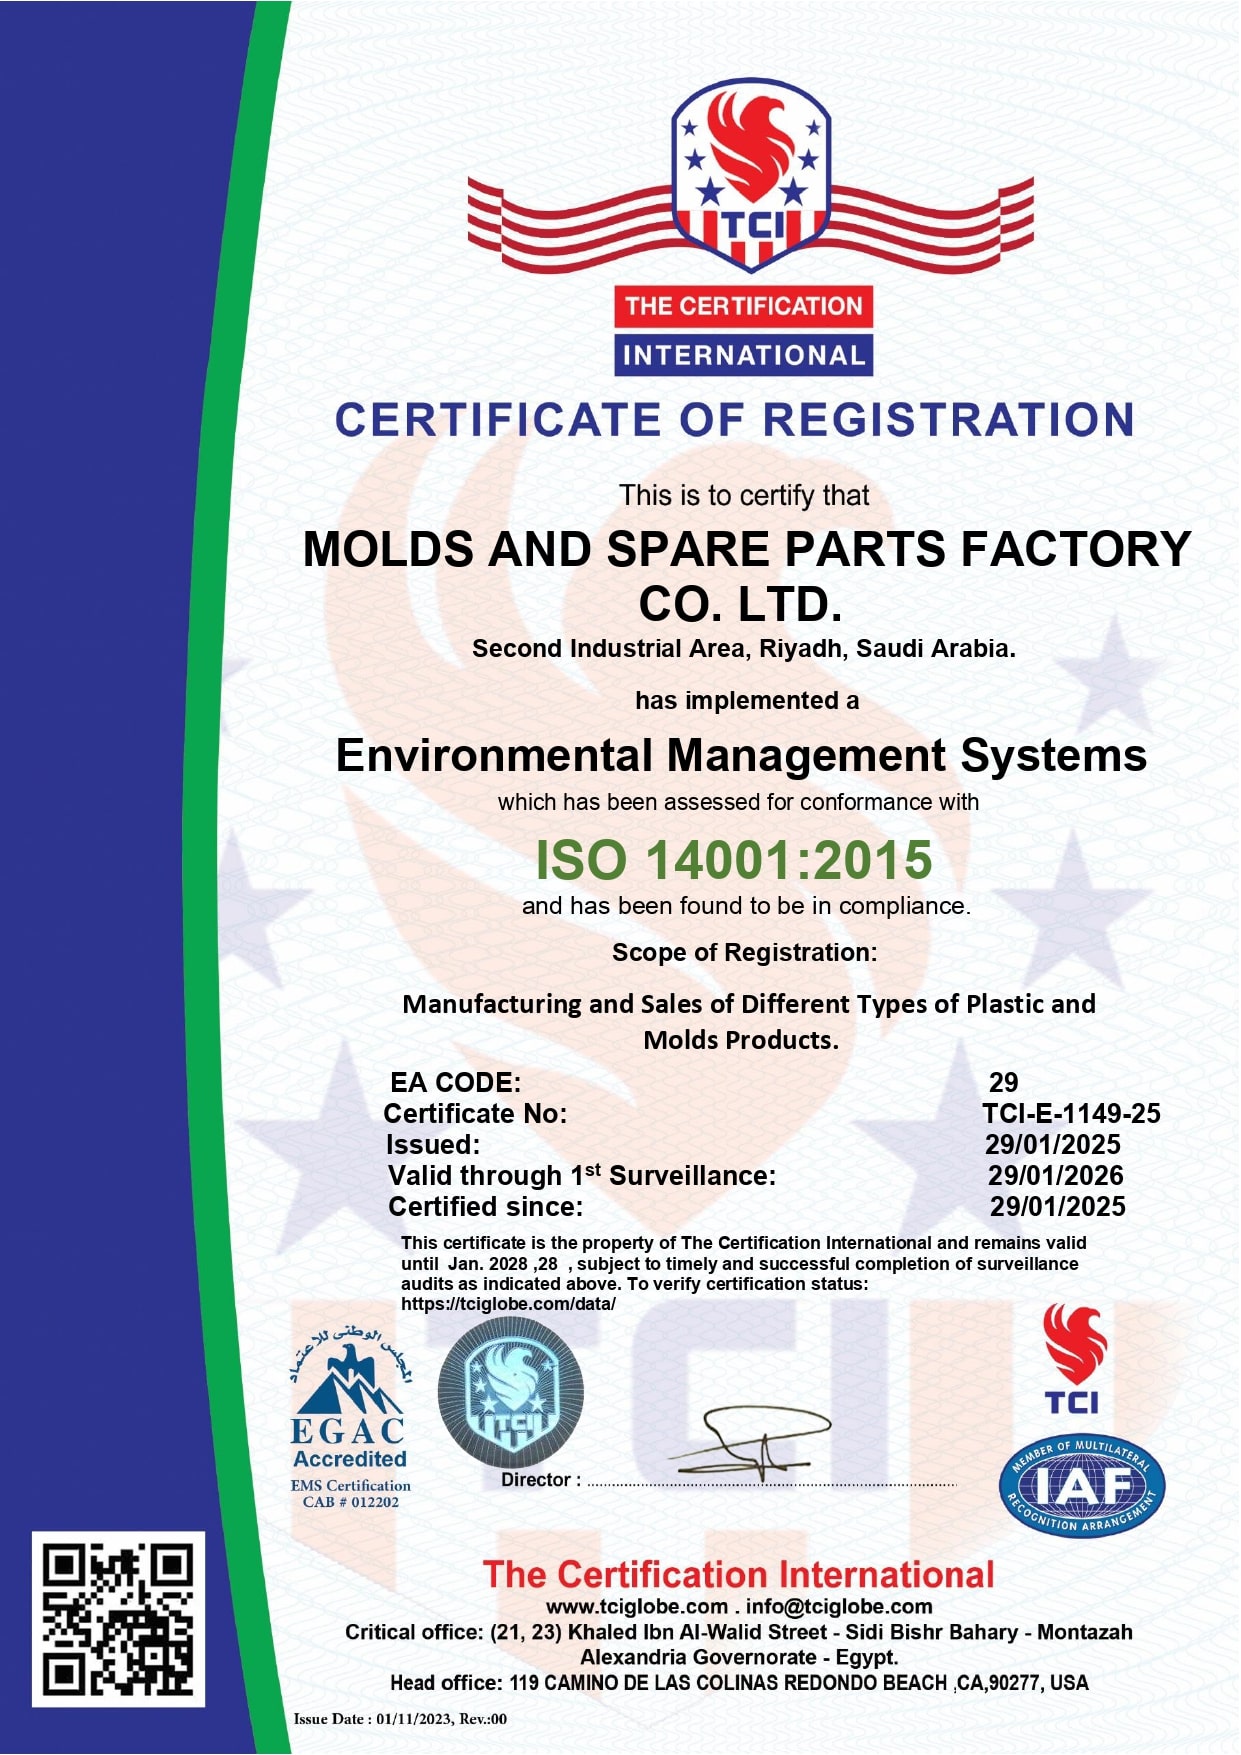 TCI
THE CERTIFICATION
INTERNATIONAL
CERTIFICATE OF REGISTRATION
This is to certify that
MOLDS AND SPARE PARTS FACTORY
CO. LTD.
Second Industrial Area, Riyadh, Saudi Arabia.
has implemented a
Environmental Management Systems
which has been assessed for conformance with
ISO 14001:2015
and has been found to be in compliance.
Scope of Registration:
Manufacturing and Sales of Different Types of Plastic and
Molds Products.
EA CODE: 29
Certificate No: TCI-E-1149-25
Issued: 29/01/2025
Valid through 1st Surveillance: 29/01/2026
Certified since: 29/01/2025
This certificate is the property of The Certification International and remains valid
until Jan. 2028 ,28 , subject to timely and successful completion of surveillance
audits as indicated above. To verify certification status:
https://tciglobe.com/data/
المجلس الوطنى للاعتماد
EGAC
Accredited
EMS Certification
CAB # 012202
TCI
Director :
TCI
MEMBER OF MULTILATERAL
IAF
RECOGNITION ARRANGEMENT
The Certification International
www.tciglobe.com . info@tciglobe.com
Critical office: (21, 23) Khaled Ibn Al-Walid Street - Sidi Bishr Bahary - Montazah
Alexandria Governorate - Egypt.
Head office: 119 CAMINO DE LAS COLINAS REDONDO BEACH ,CA,90277, USA
Issue Date : 01/11/2023, Rev.:00